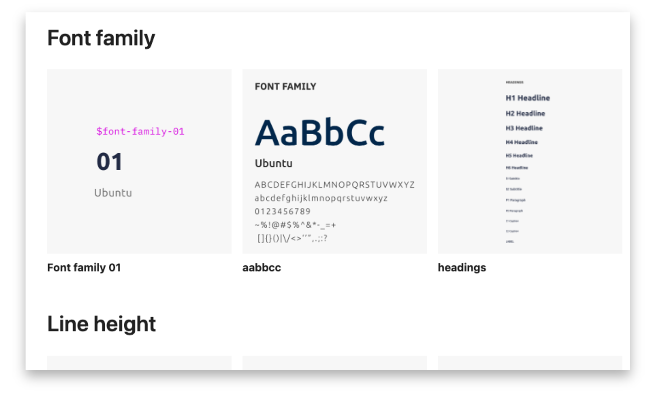 Font family
$font-family-01
01
Ubuntu
Font family 01
FONT FAMILY
AaBbCc
Ubuntu
ABCDEFGHIJKLMNOPQRSTUVWXYZ
abcdefghijklmnopqrstuvwxyz
0123456789
~%!@#$%^&*-_=+
aabbcc
HEADINGS
H1 Headline
H2 Headline
H3 Headline
H4 Headline
H5 Headline
H6 Headline
headings
Line height